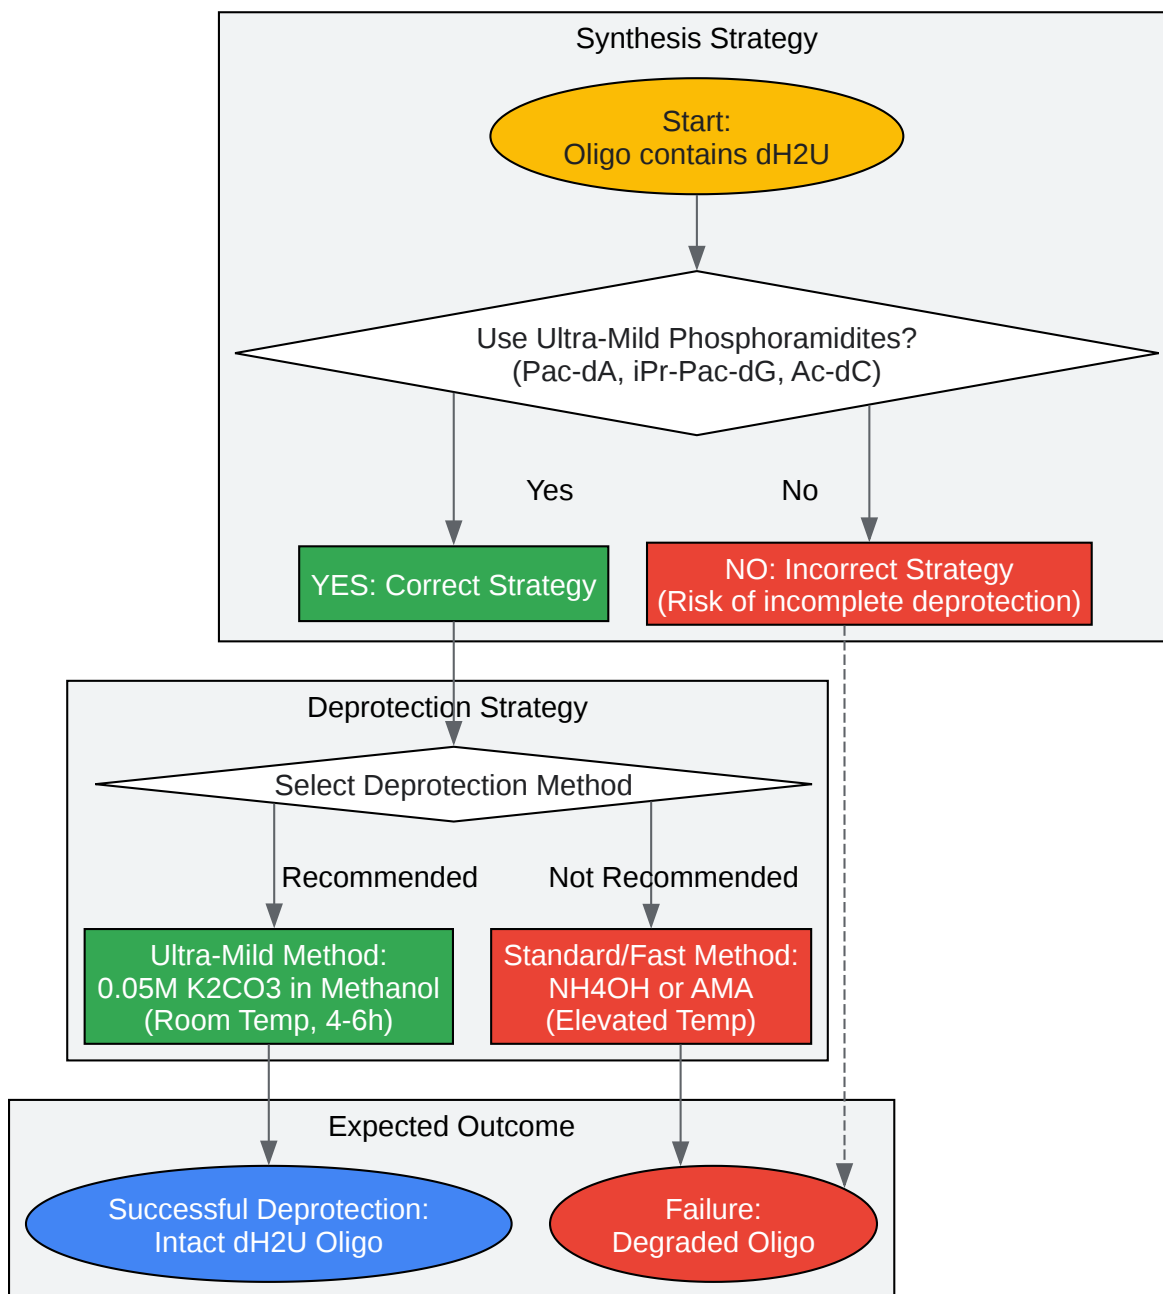 Synthesis Strategy
Start:
Oligo contains dH2U
Use Ultra-Mild Phosphoramidites?
(Pac-dA, iPr-Pac-dG, Ac-dC)
Yes
No
YES: Correct Strategy
NO: Incorrect Strategy
(Risk of incomplete deprotection)
Deprotection Strategy
Select Deprotection Method
Recommended
Not Recommended
Ultra-Mild Method:
0.05M K2CO3 in Methanol
(Room Temp, 4-6h)
Standard/Fast Method:
NH4OH or AMA
(Elevated Temp)
Expected Outcome
Successful Deprotection:
Intact dH2U Oligo
Failure:
Degraded Oligo